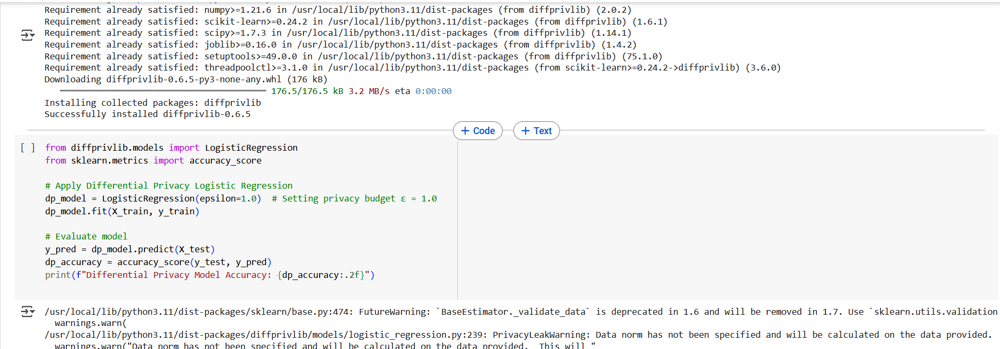 Requirement already satisfied: numpy>=1.21.6 in /usr/local/lib/python3.11/dist-packages (from diffprivlib) (2.0.2)
Requirement already satisfied: scikit-learn>=0.24.2 in /usr/local/lib/python3.11/dist-packages (from diffprivlib) (1.6.1)
Requirement already satisfied: scipy>=1.7.3 in /usr/local/lib/python3.11/dist-packages (from diffprivlib) (1.14.1)
Requirement already satisfied: joblib>=0.16.0 in /usr/local/lib/python3.11/dist-packages (from diffprivlib) (1.4.2)
Requirement already satisfied: setuptools>=49.0.0 in /usr/local/lib/python3.11/dist-packages (from diffprivlib) (75.1.0)
Requirement already satisfied: threadpoolctl>=3.1.0 in /usr/local/lib/python3.11/dist-packages (from scikit-learn>=0.24.2->diffprivlib) (3.6.0)
Downloading diffprivlib-0.6.5-py3-none-any.whl (176 kB)
176.5/176.5 kB 3.2 MB/s eta 0:00:00
Installing collected packages: diffprivlib
Successfully installed diffprivlib-0.6.5
+ Code + Text
[ ] from diffprivlib.models import LogisticRegression
from sklearn.metrics import accuracy_score
# Apply Differential Privacy Logistic Regression
dp_model = LogisticRegression(epsilon=1.0)  # Setting privacy budget ε = 1.0
dp_model.fit(X_train, y_train)
# Evaluate model
y_pred = dp_model.predict(X_test)
dp_accuracy = accuracy_score(y_test, y_pred)
print(f"Differential Privacy Model Accuracy: {dp_accuracy:.2f}")
/usr/local/lib/python3.11/dist-packages/sklearn/base.py:474: FutureWarning: `BaseEstimator._validate_data` is deprecated in 1.6 and will be removed in 1.7. Use `sklearn.utils.validation
warnings.warn(
/usr/local/lib/python3.11/dist-packages/diffprivlib/models/logistic_regression.py:239: PrivacyLeakWarning: Data norm has not been specified and will be calculated on the data provided.
warnings.warn("Data norm has not been specified and will be calculated on the data provided.  This will "